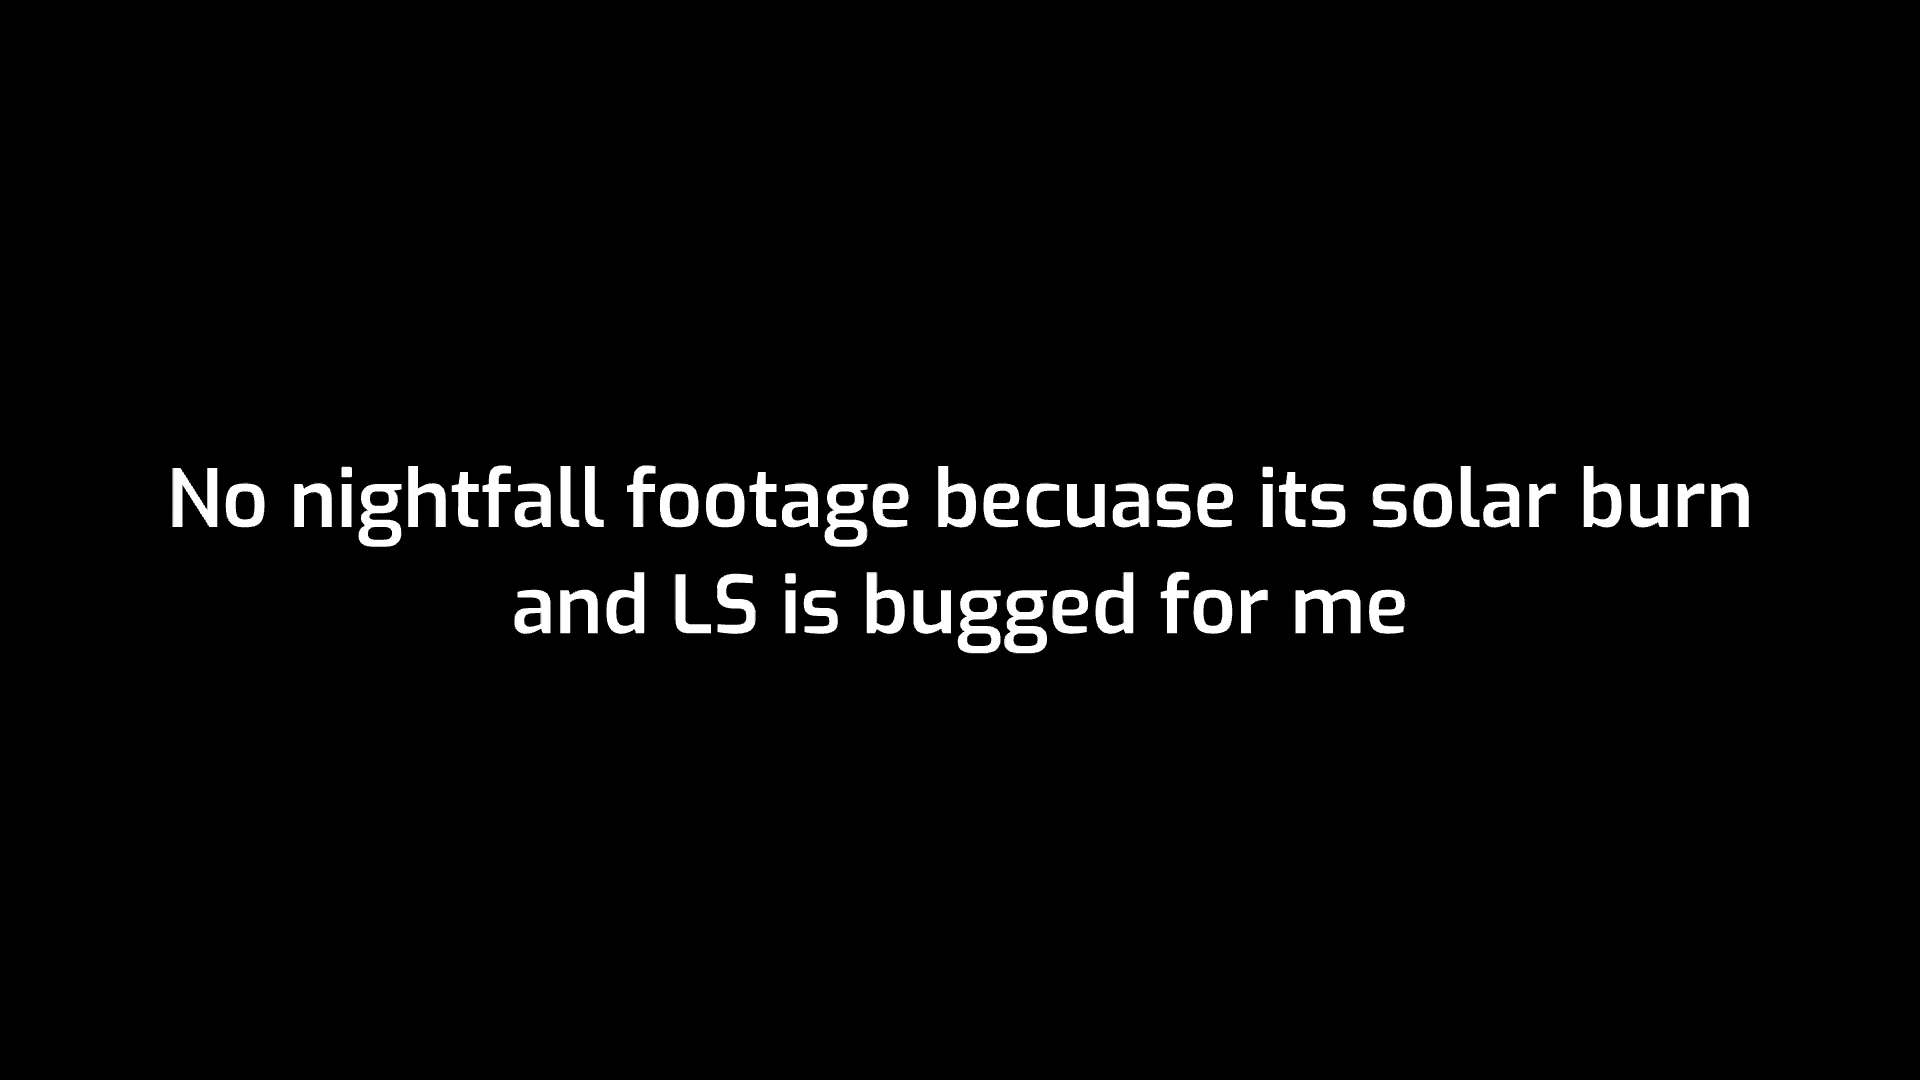 No nightfall footage becuase its solar burn
and LS is bugged for me